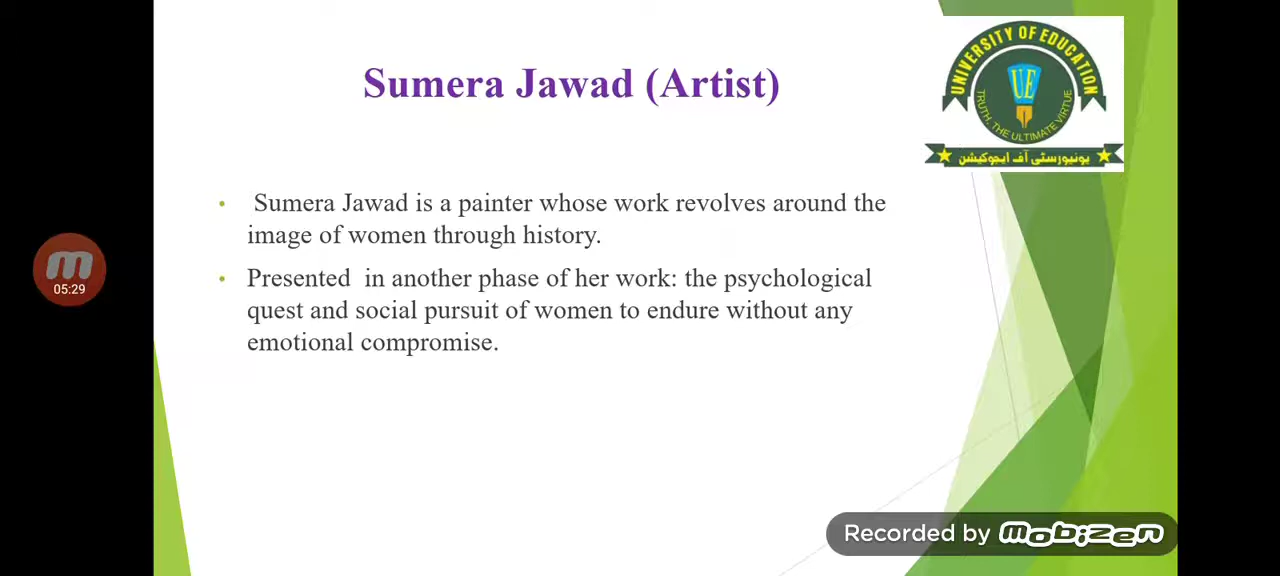 Sumera Jawad (Artist)
UNIVERSITY OF EDUCATION
UE
TRUTH, THE ULTIMATE VIRTUE
یونیورسٹی آف ایجوکیشن
• Sumera Jawad is a painter whose work revolves around the
image of women through history.
• Presented in another phase of her work: the psychological
quest and social pursuit of women to endure without any
emotional compromise.
m
05:29
Recorded by mobizen